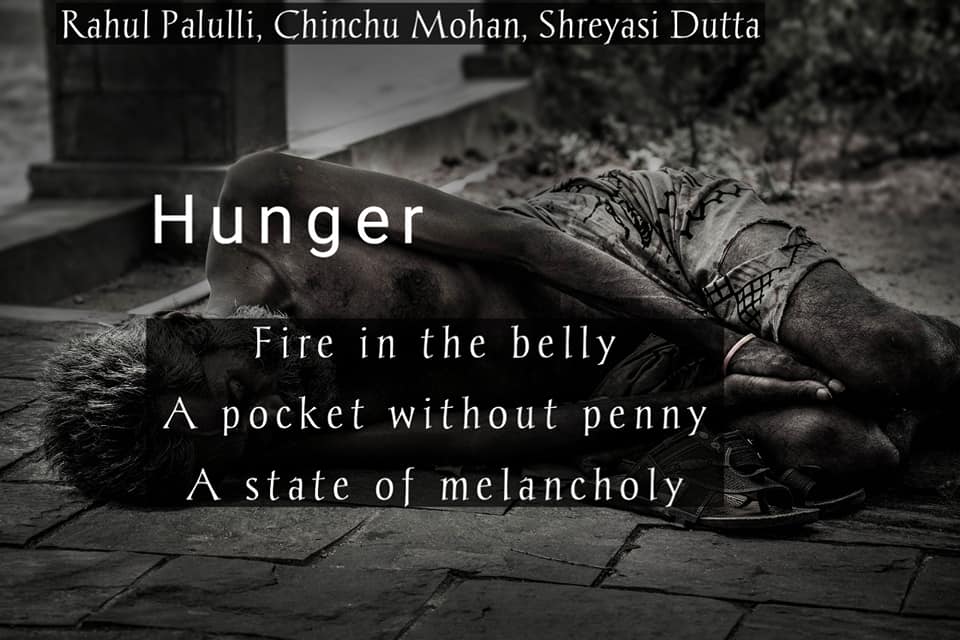 Rahul Palulli, Chinchu Mohan, Shreyasi Dutta
Hunger
Fire in the belly
A pocket without penny
A state of melancholy